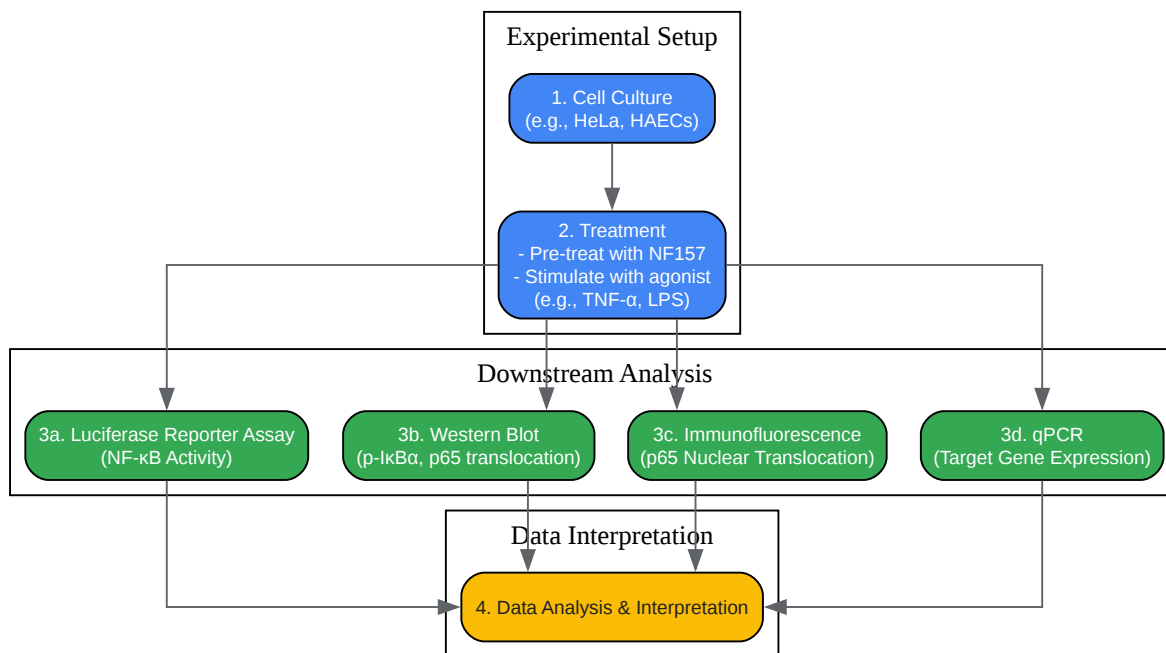 Experimental Setup
1. Cell Culture
(e.g., HeLa, HAECs)
2. Treatment
- Pre-treat with NF157
- Stimulate with agonist
(e.g., TNF-α, LPS)
Downstream Analysis
3a. Luciferase Reporter Assay
(NF-κB Activity)
3b. Western Blot
(p-IκBα, p65 translocation)
3c. Immunofluorescence
(p65 Nuclear Translocation)
3d. qPCR
(Target Gene Expression)
Data Interpretation
4. Data Analysis & Interpretation